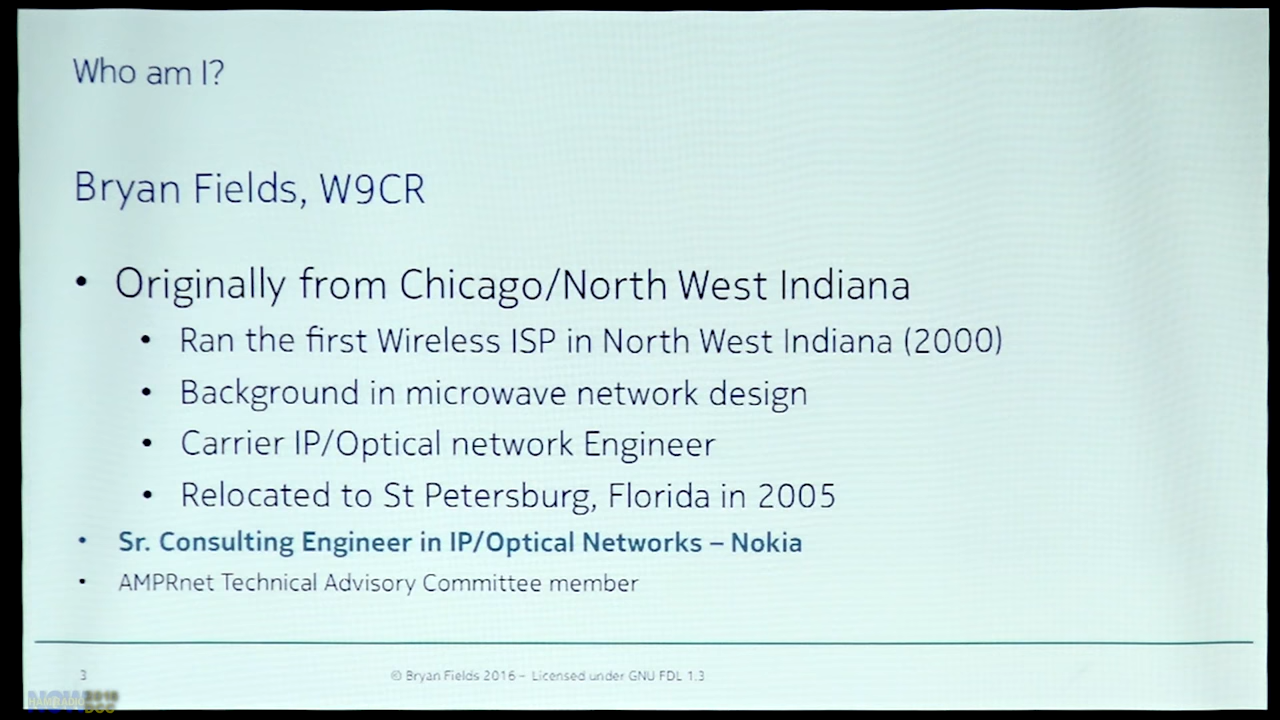 Who am I?
Bryan Fields, W9CR
• Originally from Chicago/North West Indiana
• Ran the first Wireless ISP in North West Indiana (2000)
• Background in microwave network design
• Carrier IP/Optical network Engineer
• Relocated to St Petersburg, Florida in 2005
• Sr. Consulting Engineer in IP/Optical Networks – Nokia
• AMPRnet Technical Advisory Committee member
3
© Bryan Fields 2016 – Licensed under GNU FDL 1.3